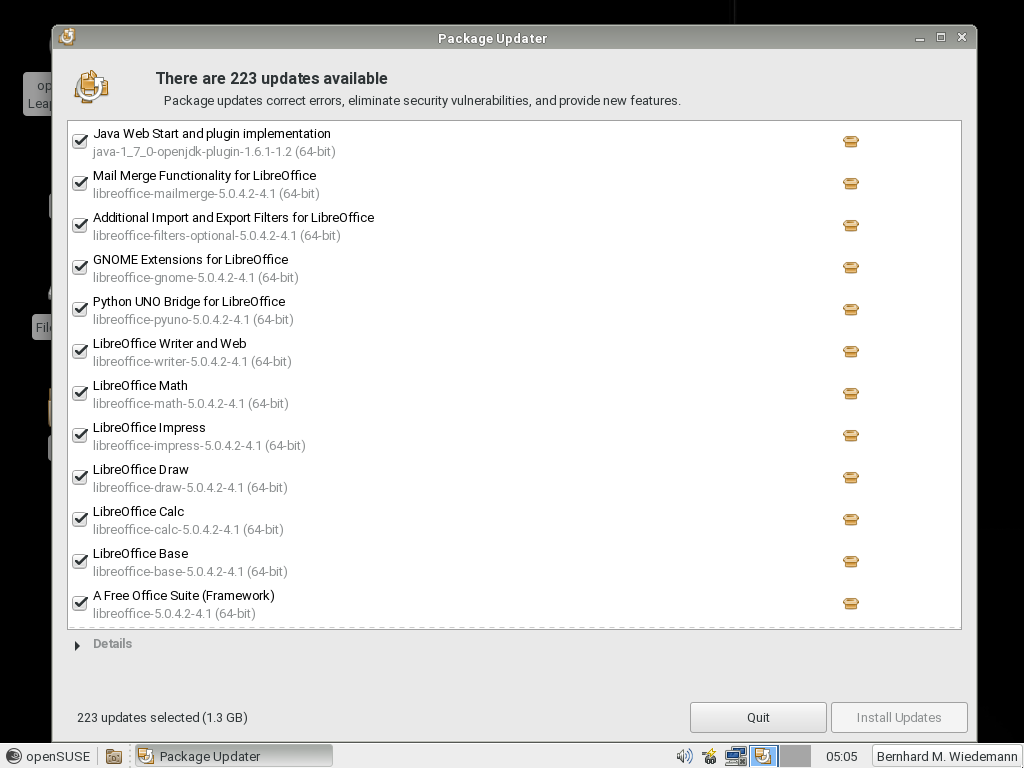 Package Updater
There are 223 updates available
Package updates correct errors, eliminate security vulnerabilities, and provide new features.
op
Leap
File
Java Web Start and plugin implementation
java-1_7_0-openjdk-plugin-1.6.1-1.2 (64-bit)
Mail Merge Functionality for LibreOffice
libreoffice-mailmerge-5.0.4.2-4.1 (64-bit)
Additional Import and Export Filters for LibreOffice
libreoffice-filters-optional-5.0.4.2-4.1 (64-bit)
GNOME Extensions for LibreOffice
libreoffice-gnome-5.0.4.2-4.1 (64-bit)
Python UNO Bridge for LibreOffice
libreoffice-pyuno-5.0.4.2-4.1 (64-bit)
LibreOffice Writer and Web
libreoffice-writer-5.0.4.2-4.1 (64-bit)
LibreOffice Math
libreoffice-math-5.0.4.2-4.1 (64-bit)
LibreOffice Impress
libreoffice-impress-5.0.4.2-4.1 (64-bit)
LibreOffice Draw
libreoffice-draw-5.0.4.2-4.1 (64-bit)
LibreOffice Calc
libreoffice-calc-5.0.4.2-4.1 (64-bit)
LibreOffice Base
libreoffice-base-5.0.4.2-4.1 (64-bit)
A Free Office Suite (Framework)
libreoffice-5.0.4.2-4.1 (64-bit)
Details
223 updates selected (1.3 GB)
Quit
Install Updates
openSUSE
Package Updater
05:05
Bernhard M. Wiedemann